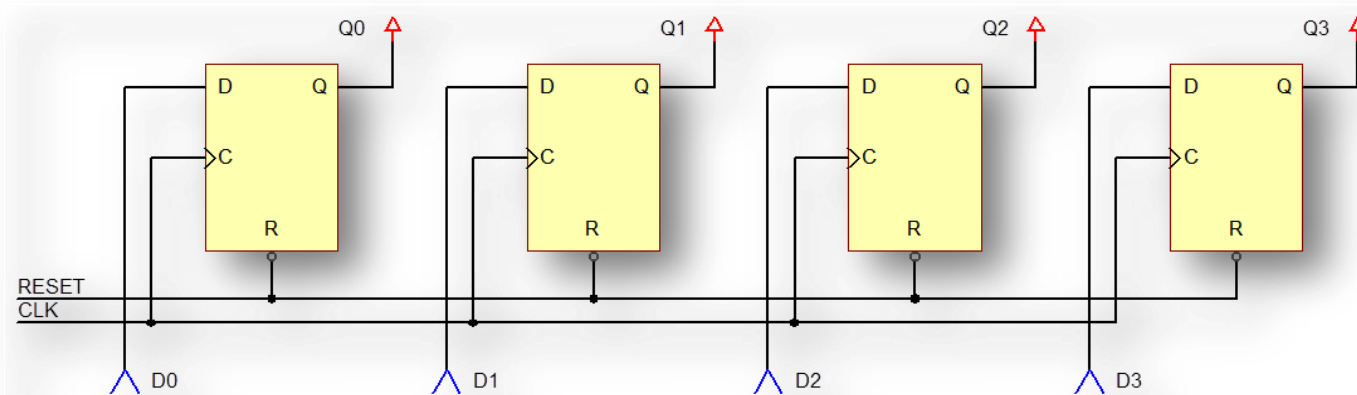 Q0 Q1 Q2 Q3
D Q D Q D Q D Q
C C C C
R R R R
RESET
CLK
D0 D1 D2 D3